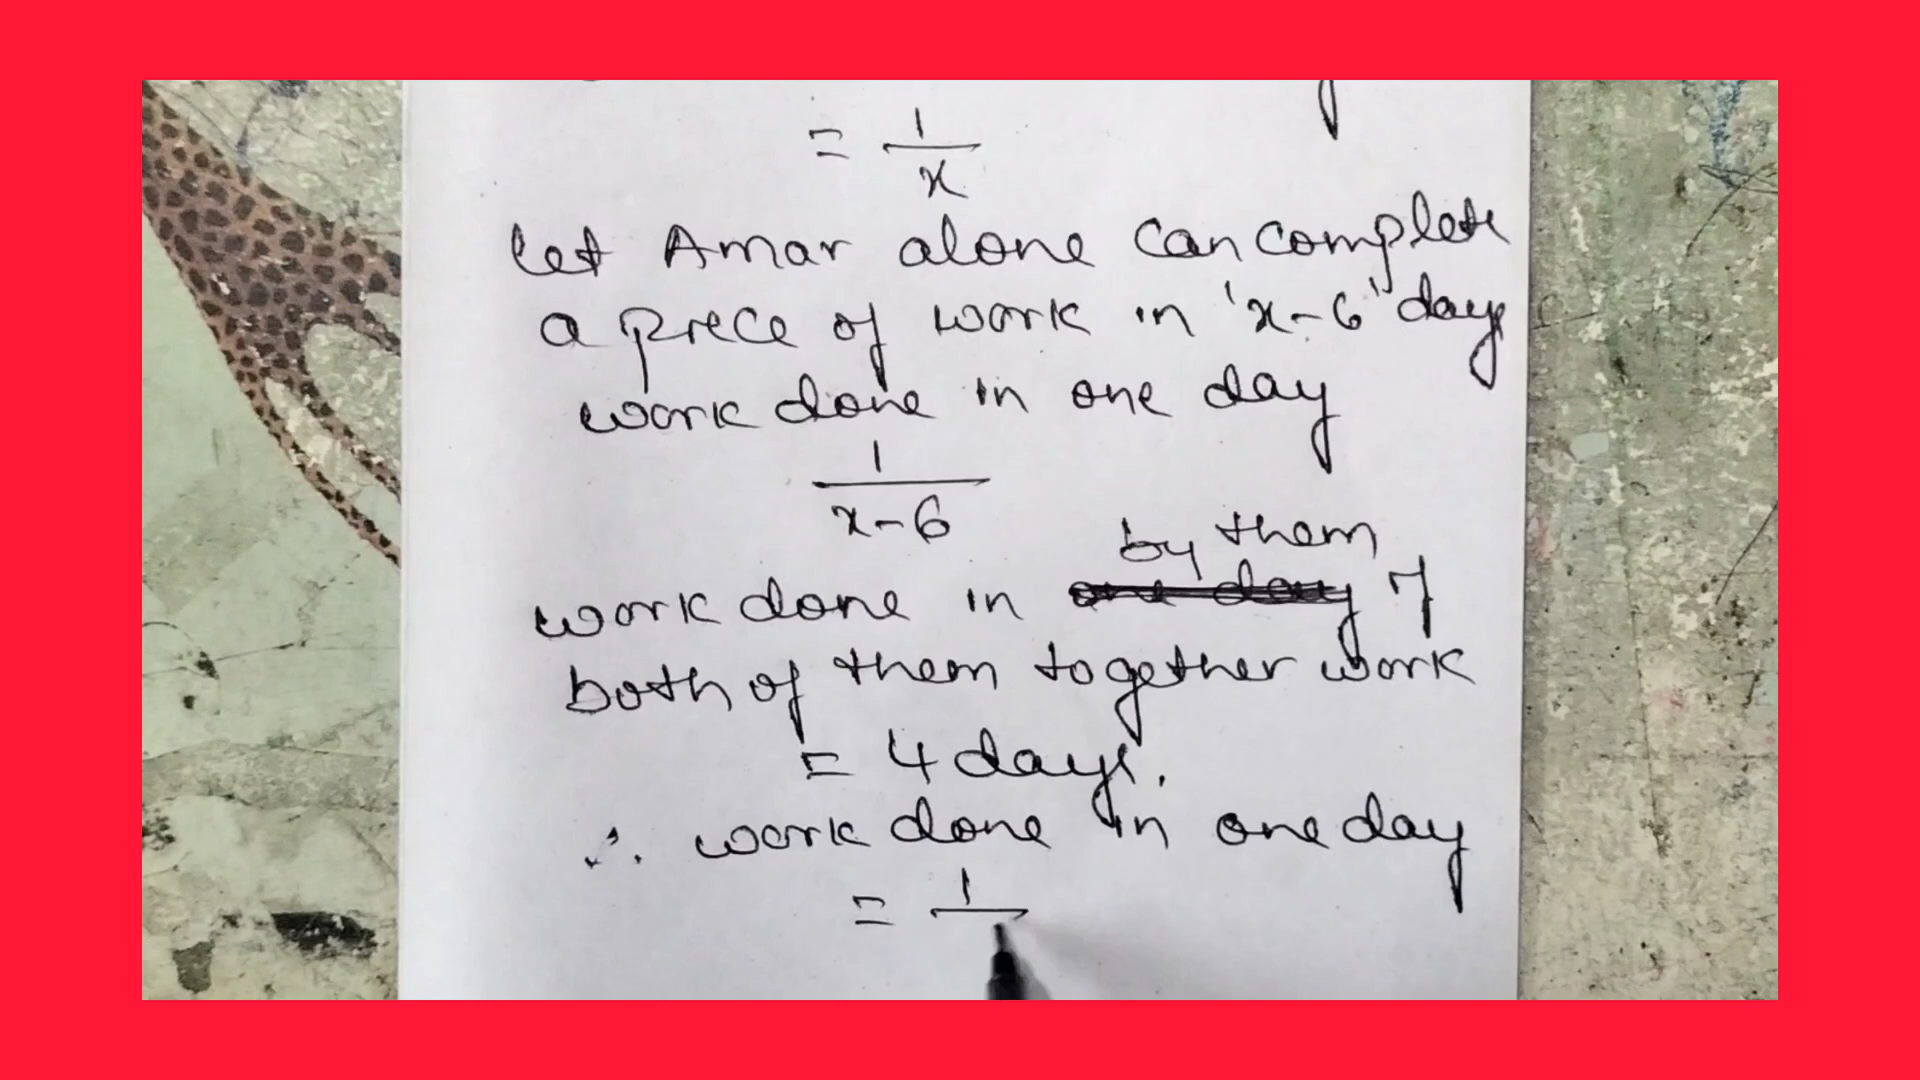 = 1/x
let Amar alone can complete
a piece of work in 'x-6' days
work done in one day
1/x-6
by them
work done in one day 7
both of them together work
= 4 days.
∴ work done in one day
= 1